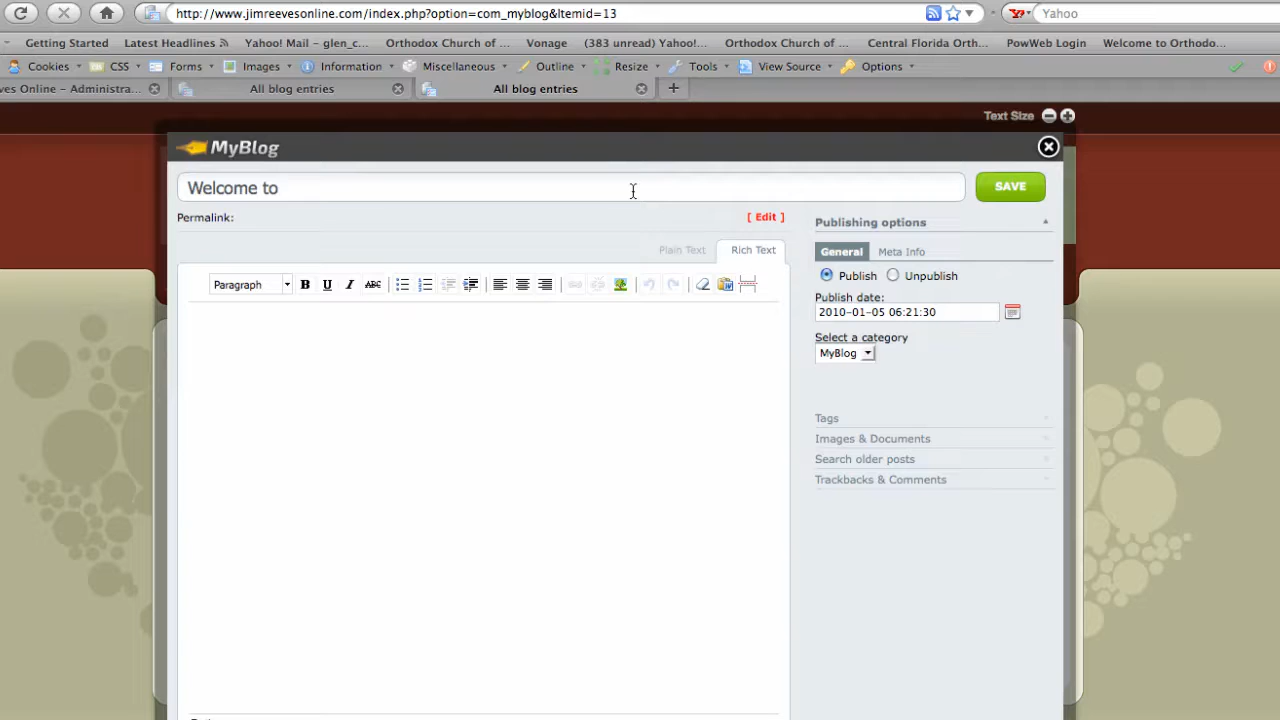 http://www.jimreevesonline.com/index.php?option=com_myblog&Itemid=13
Yahoo
Getting Started Latest Headlines Yahoo! Mail – glen_c... Orthodox Church of ... Vonage (383 unread) Yahoo!... Orthodox Church of ... Central Florida Orth... PowWeb Login Welcome to Orthodo...
Cookies CSS Forms Images Information Miscellaneous Outline Resize Tools View Source Options
ves Online – Administra... All blog entries All blog entries
Text Size
MyBlog
Welcome to
SAVE
Permalink:
[ Edit ]
Publishing options
Plain Text Rich Text
General Meta Info
Paragraph B U I ABC
Publish Unpublish
Publish date:
2010-01-05 06:21:30
Select a category
MyBlog
Tags
Images & Documents
Search older posts
Trackbacks & Comments